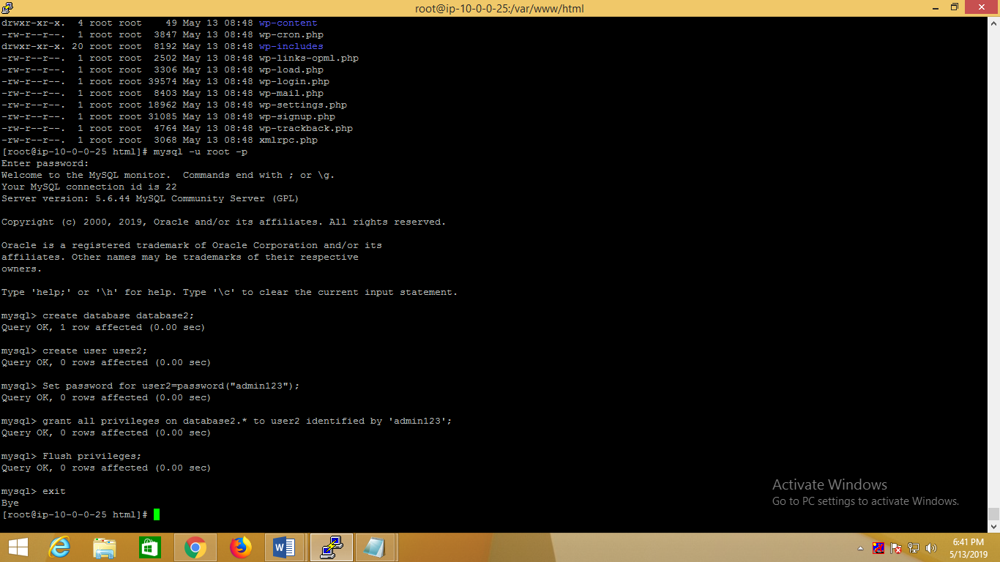 root@ip-10-0-0-25:/var/www/html
drwxr-xr-x.  4 root root    49 May 13 08:48 wp-content
-rw-r--r--.  1 root root  3847 May 13 08:48 wp-cron.php
drwxr-xr-x. 20 root root  8192 May 13 08:48 wp-includes
-rw-r--r--.  1 root root  2502 May 13 08:48 wp-links-opml.php
-rw-r--r--.  1 root root  3306 May 13 08:48 wp-load.php
-rw-r--r--.  1 root root 39574 May 13 08:48 wp-login.php
-rw-r--r--.  1 root root  8403 May 13 08:48 wp-mail.php
-rw-r--r--.  1 root root 18962 May 13 08:48 wp-settings.php
-rw-r--r--.  1 root root 31085 May 13 08:48 wp-signup.php
-rw-r--r--.  1 root root  4764 May 13 08:48 wp-trackback.php
-rw-r--r--.  1 root root  3068 May 13 08:48 xmlrpc.php
[root@ip-10-0-0-25 html]# mysql -u root -p
Enter password:
Welcome to the MySQL monitor.  Commands end with ; or \g.
Your MySQL connection id is 22
Server version: 5.6.44 MySQL Community Server (GPL)
Copyright (c) 2000, 2019, Oracle and/or its affiliates. All rights reserved.
Oracle is a registered trademark of Oracle Corporation and/or its
affiliates. Other names may be trademarks of their respective
owners.
Type 'help;' or '\h' for help. Type '\c' to clear the current input statement.
mysql> create database database2;
Query OK, 1 row affected (0.00 sec)
mysql> create user user2;
Query OK, 0 rows affected (0.00 sec)
mysql> Set password for user2=password("admin123");
Query OK, 0 rows affected (0.00 sec)
mysql> grant all privileges on database2.* to user2 identified by 'admin123';
Query OK, 0 rows affected (0.00 sec)
mysql> Flush privileges;
Query OK, 0 rows affected (0.00 sec)
mysql> exit
Bye
[root@ip-10-0-0-25 html]#
Activate Windows
Go to PC settings to activate Windows.
6:41 PM
5/13/2019